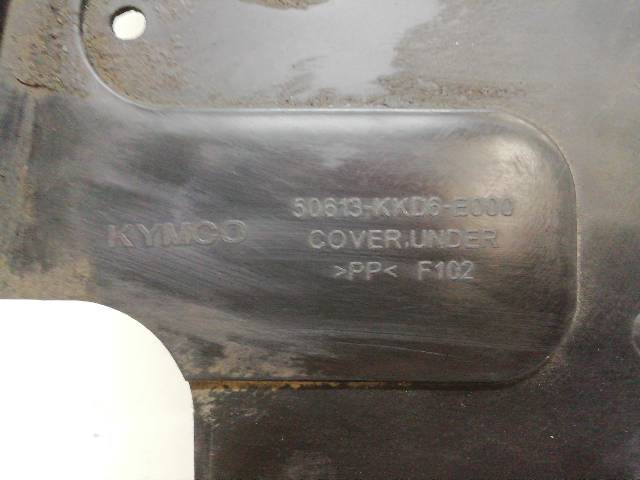 KYMCO
50613-KKD6-E000
COVER,UNDER
>PP< F102